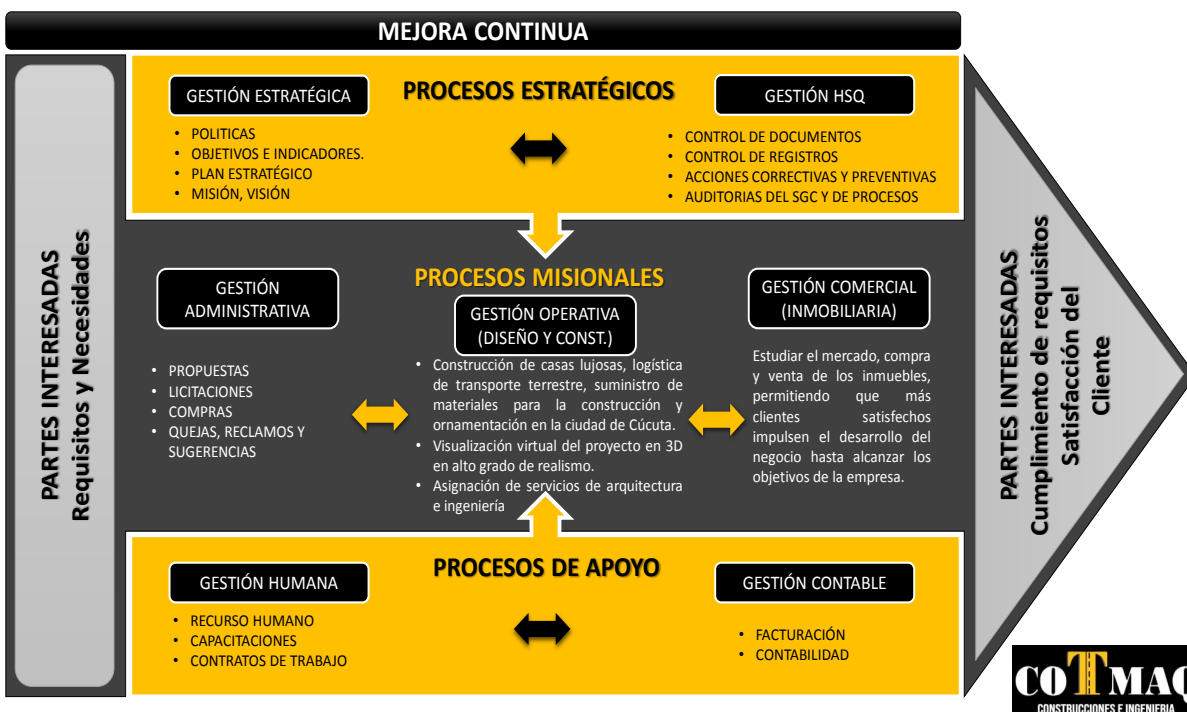 MEJORA CONTINUA
PARTES INTERESADAS
Requisitos y Necesidades
PROCESOS ESTRATÉGICOS
GESTIÓN ESTRATÉGICA
• POLITICAS
• OBJETIVOS E INDICADORES.
• PLAN ESTRATÉGICO
• MISIÓN, VISIÓN
GESTIÓN HSQ
• CONTROL DE DOCUMENTOS
• CONTROL DE REGISTROS
• ACCIONES CORRECTIVAS Y PREVENTIVAS
• AUDITORIAS DEL SGC Y DE PROCESOS
PROCESOS MISIONALES
GESTIÓN
ADMINISTRATIVA
• PROPUESTAS
• LICITACIONES
• COMPRAS
• QUEJAS, RECLAMOS Y
SUGERENCIAS
GESTIÓN OPERATIVA
(DISEÑO Y CONST.)
• Construcción de casas lujosas, logística
de transporte terrestre, suministro de
materiales para la construcción y
ornamentación en la ciudad de Cúcuta.
• Visualización virtual del proyecto en 3D
en alto grado de realismo.
• Asignación de servicios de arquitectura
e ingeniería
GESTIÓN COMERCIAL
(INMOBILIARIA)
Estudiar el mercado, compra
y venta de los inmuebles,
permitiendo que más
clientes satisfechos
impulsen el desarrollo del
negocio hasta alcanzar los
objetivos de la empresa.
PROCESOS DE APOYO
GESTIÓN HUMANA
• RECURSO HUMANO
• CAPACITACIONES
• CONTRATOS DE TRABAJO
GESTIÓN CONTABLE
• FACTURACIÓN
• CONTABILIDAD
PARTES INTERESADAS
Cumplimiento de requisitos
Satisfacción del
Cliente
COTMAQ
CONSTRUCCIONES E INGENIERIA